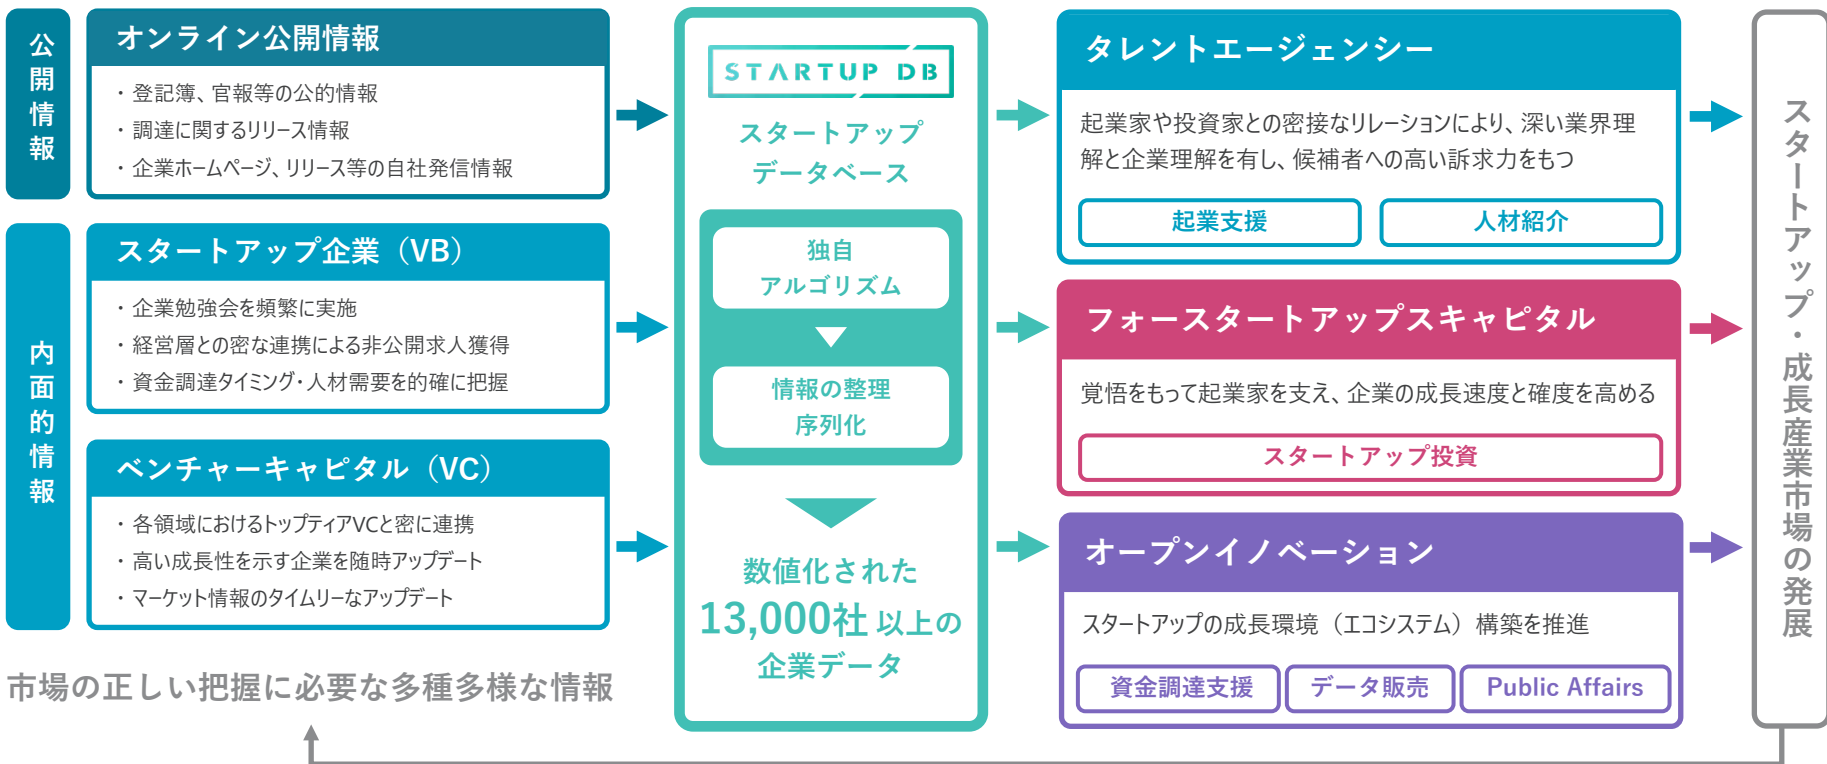 公開情報
オンライン公開情報
・登記簿、官報等の公的情報
・調達に関するリリース情報
・企業ホームページ、リリース等の自社発信情報
内面的情報
スタートアップ企業（VB）
・企業勉強会を頻繁に実施
・経営層との密な連携による非公開求人獲得
・資金調達タイミング・人材需要を的確に把握
ベンチャーキャピタル（VC）
・各領域におけるトップティアVCと密に連携
・高い成長性を示す企業を随時アップデート
・マーケット情報のタイムリーなアップデート
市場の正しい把握に必要な多種多様な情報
STARTUP DB
スタートアップ
データベース
独自
アルゴリズム
情報の整理
序列化
数値化された
13,000社 以上の
企業データ
タレントエージェンシー
起業家や投資家との密接なリレーションにより、深い業界理
解と企業理解を有し、候補者への高い訴求力をもつ
起業支援
人材紹介
フォースタートアップスキャピタル
覚悟をもって起業家を支え、企業の成長速度と確度を高める
スタートアップ投資
オープンイノベーション
スタートアップの成長環境（エコシステム）構築を推進
資金調達支援
データ販売
Public Affairs
スタートアップ・成長産業市場の発展